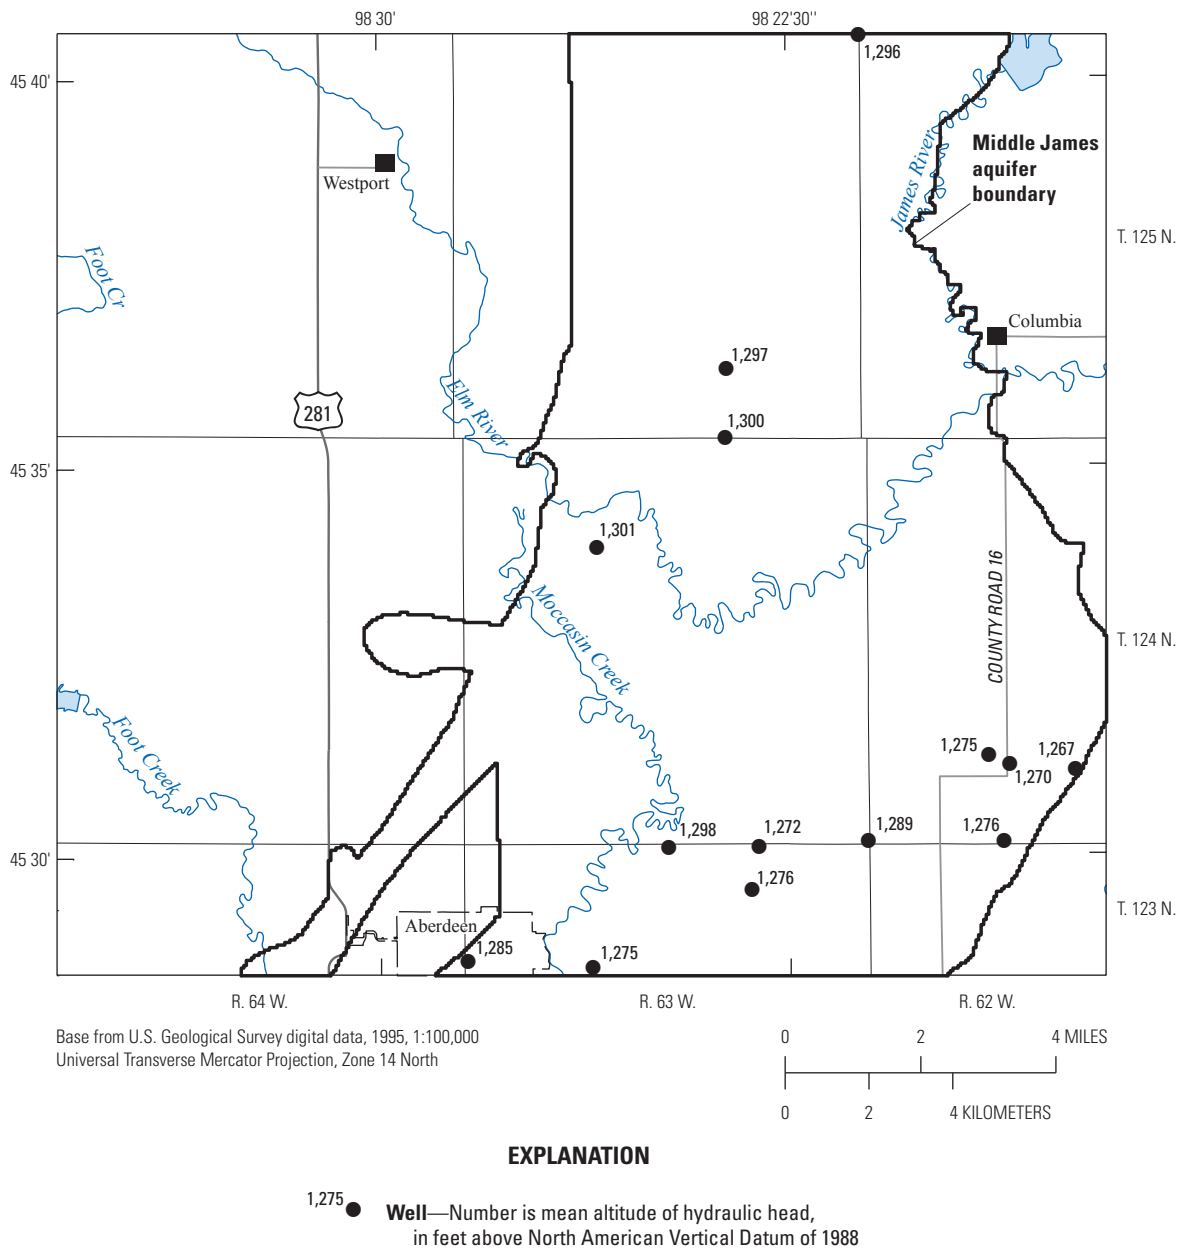 98 30'
98 22'30"
45 40'
1,296
James River
Middle James
aquifer
boundary
Westport
T. 125 N.
Foot Cr
Columbia
1,297
Elm River
281
1,300
45 35'
1,301
Moccasin Creek
COUNTY ROAD 16
T. 124 N.
Foot Creek
1,275
1,267
1,270
1,298
1,272
1,289
1,276
45 30'
1,276
T. 123 N.
Aberdeen
1,285
1,275
R. 64 W.
R. 63 W.
R. 62 W.
Base from U.S. Geological Survey digital data, 1995, 1:100,000
Universal Transverse Mercator Projection, Zone 14 North
0 2 4 MILES
0 2 4 KILOMETERS
EXPLANATION
1,275
Well—Number is mean altitude of hydraulic head,
in feet above North American Vertical Datum of 1988